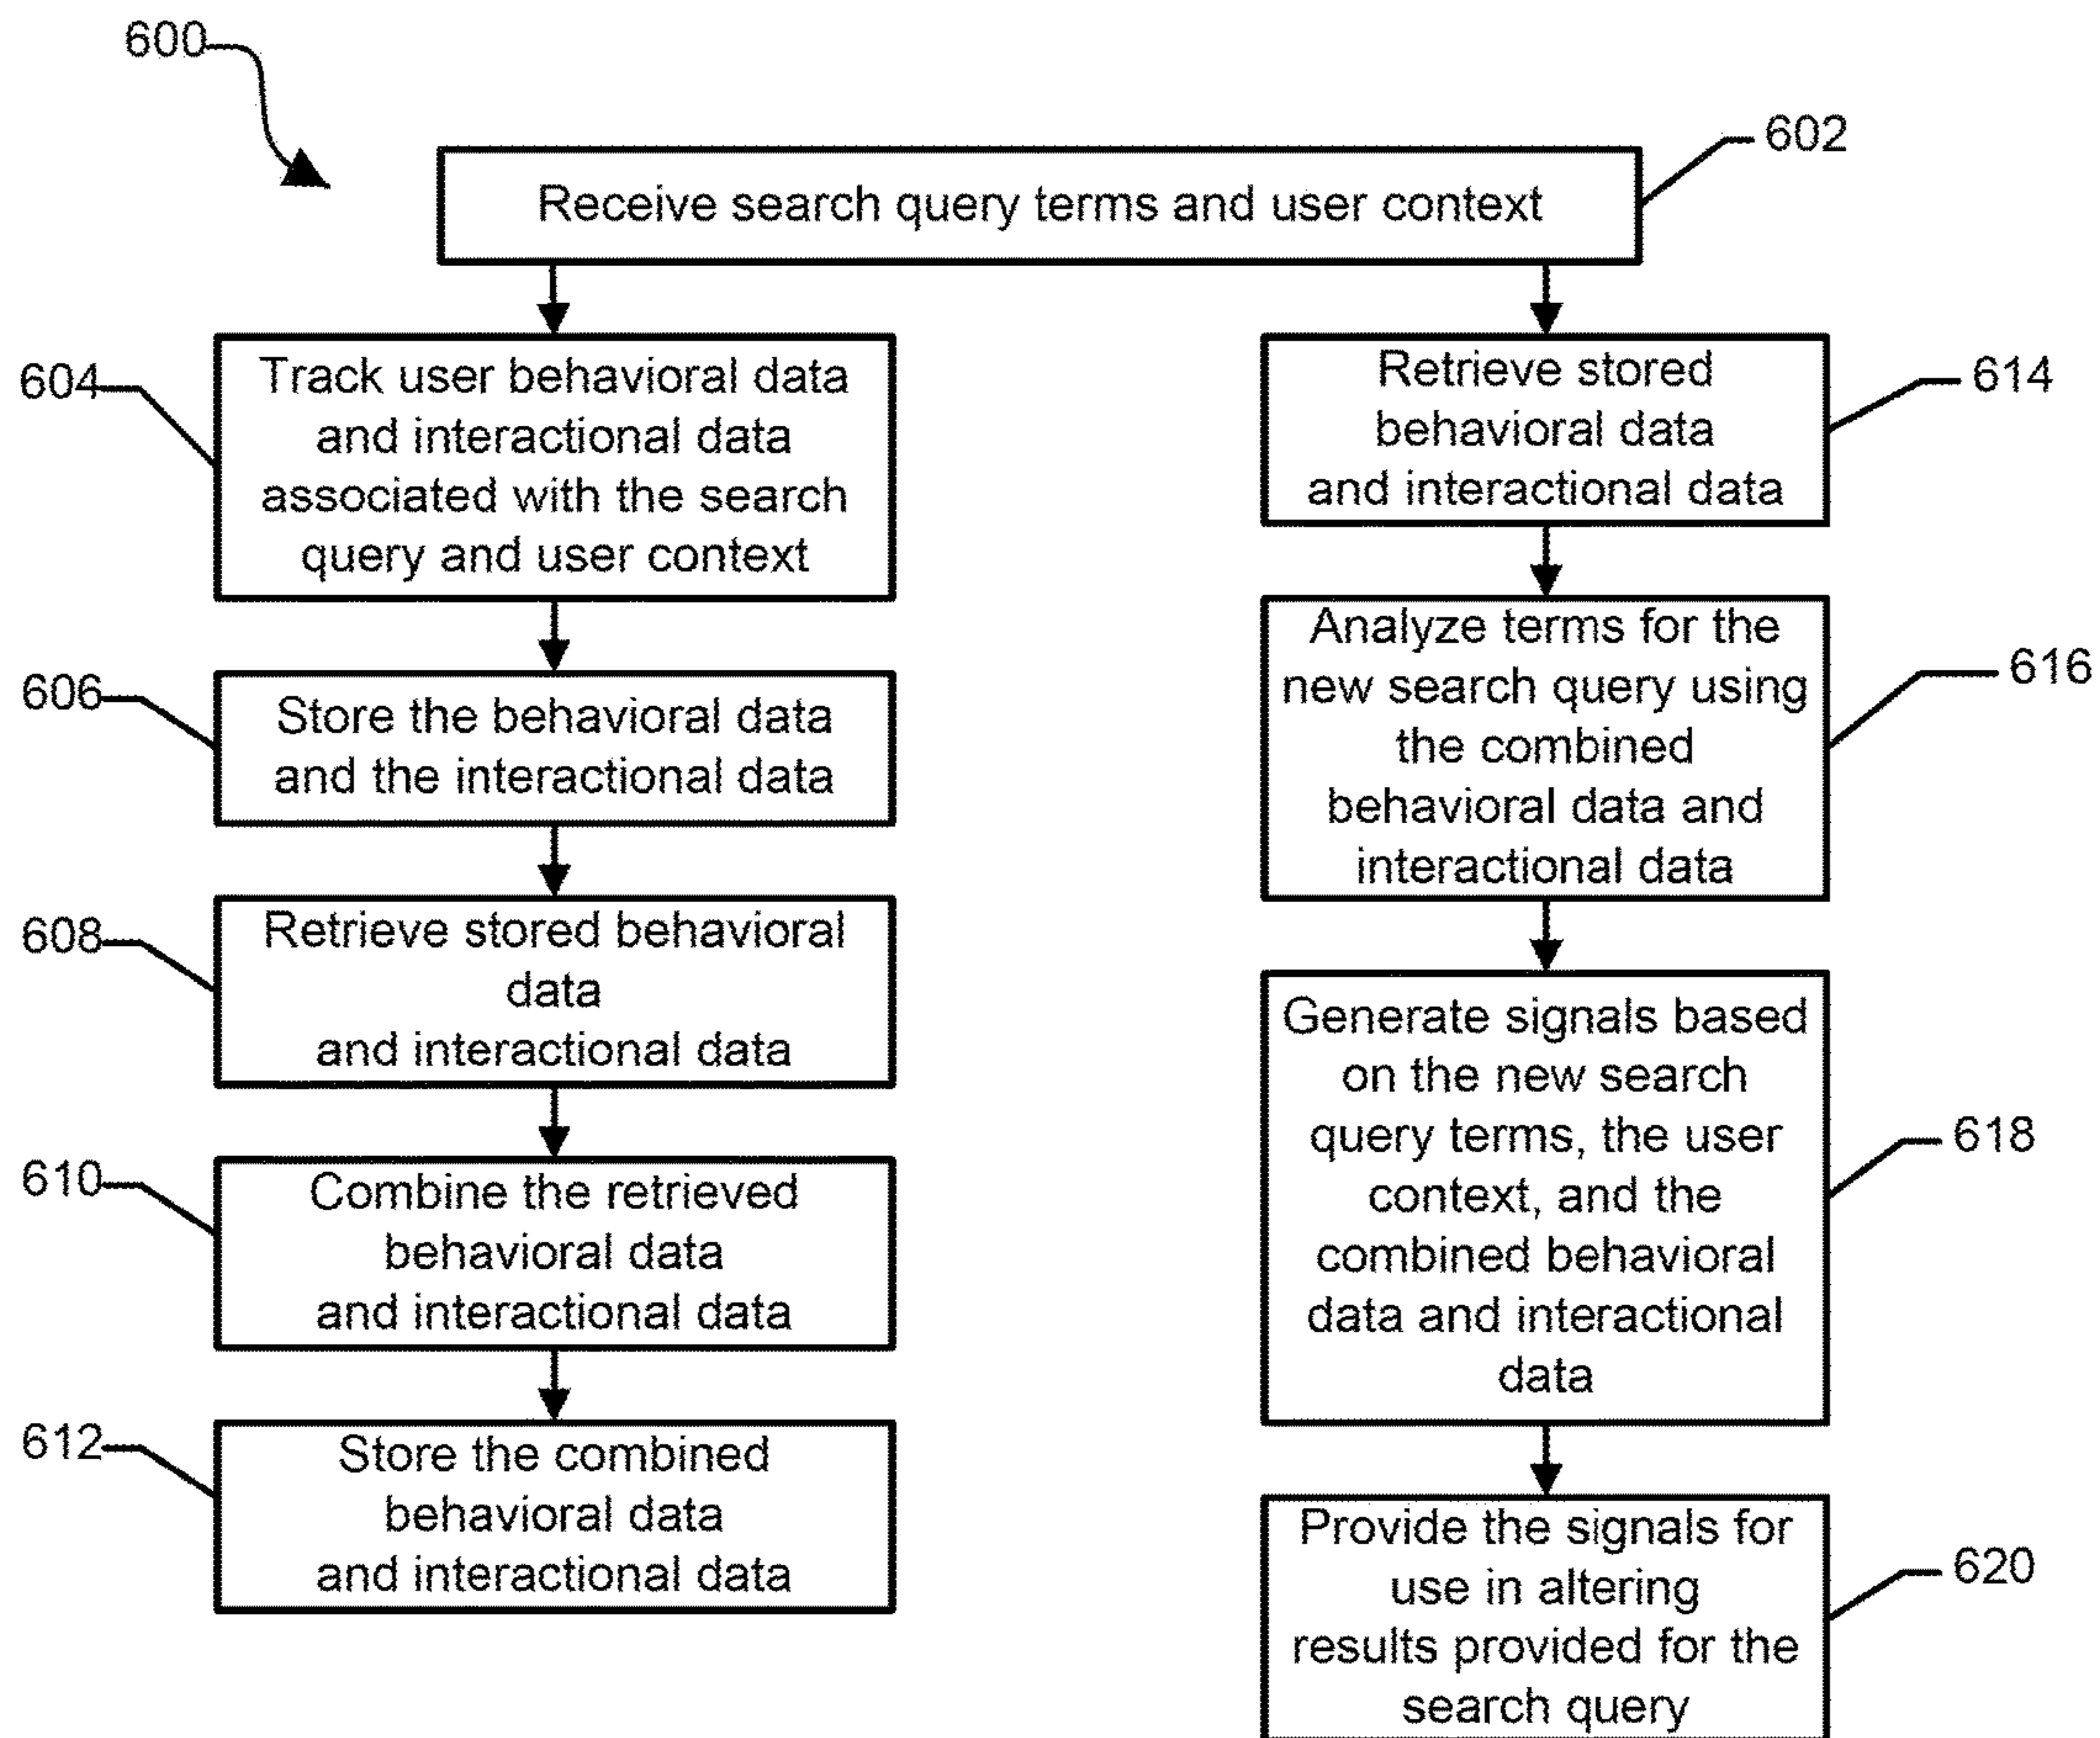 600
602
Receive search query terms and user context
604
Track user behavioral data
and interactional data
associated with the search
query and user context
606
Store the behavioral data
and the interactional data
608
Retrieve stored behavioral
data
and interactional data
610
Combine the retrieved
behavioral data
and interactional data
612
Store the combined
behavioral data
and interactional data
614
Retrieve stored
behavioral data
and interactional data
616
Analyze terms for the
new search query using
the combined
behavioral data and
interactional data
618
Generate signals based
on the new search
query terms, the user
context, and the
combined behavioral
data and interactional
data
620
Provide the signals for
use in altering
results provided for the
search query